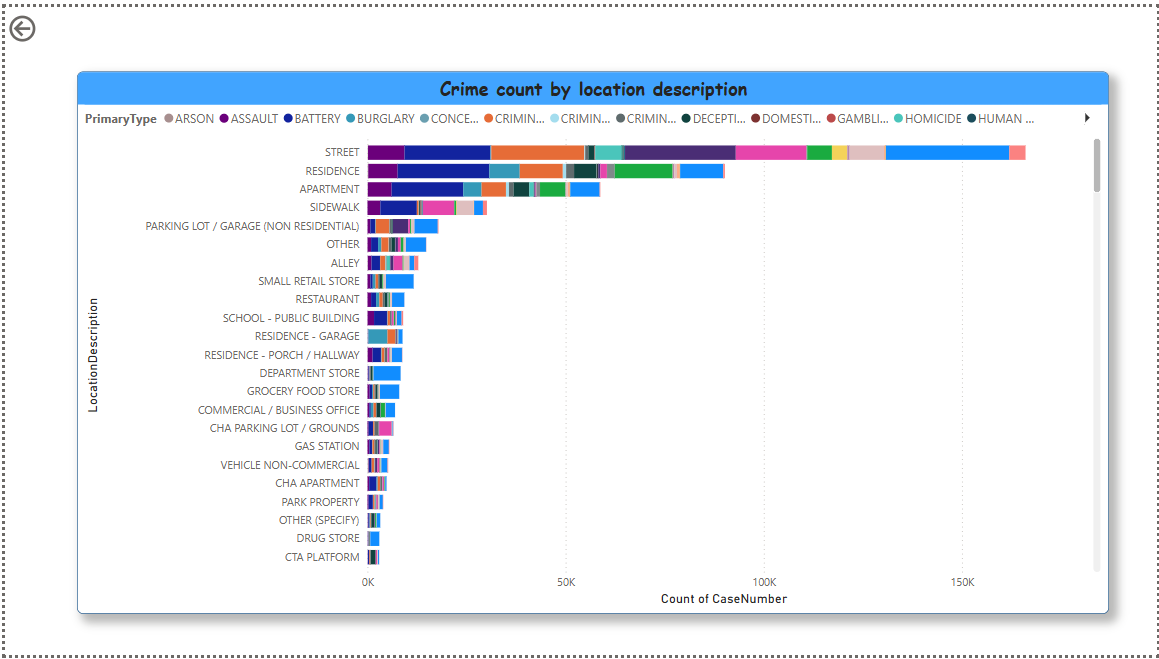 Crime count by location description
PrimaryType ARSON ASSAULT BATTERY BURGLARY CONCE... CRIMIN... CRIMIN... CRIMIN... DECEPTI... DOMESTI... GAMBLI... HOMICIDE HUMAN ...
LocationDescription
STREET
RESIDENCE
APARTMENT
SIDEWALK
PARKING LOT / GARAGE (NON RESIDENTIAL)
OTHER
ALLEY
SMALL RETAIL STORE
RESTAURANT
SCHOOL - PUBLIC BUILDING
RESIDENCE - GARAGE
RESIDENCE - PORCH / HALLWAY
DEPARTMENT STORE
GROCERY FOOD STORE
COMMERCIAL / BUSINESS OFFICE
CHA PARKING LOT / GROUNDS
GAS STATION
VEHICLE NON-COMMERCIAL
CHA APARTMENT
PARK PROPERTY
OTHER (SPECIFY)
DRUG STORE
CTA PLATFORM
0K 50K 100K 150K
Count of CaseNumber